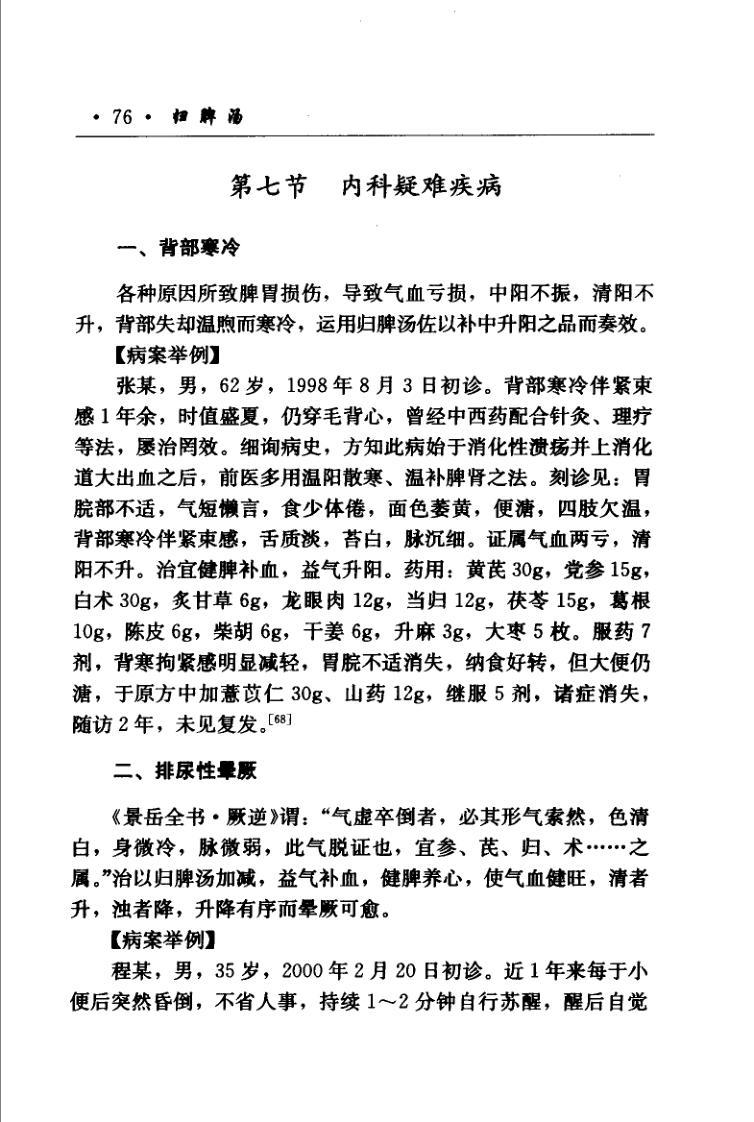 ·76· 归脾汤
第七节 内科疑难疾病
一、背部寒冷
各种原因所致脾胃损伤，导致气血亏损，中阳不振，清阳不
升，背部失却温煦而寒冷，运用归脾汤佐以补中升阳之品而奏效。
【病案举例】
张某，男，62岁，1998年8月3日初诊。背部寒冷伴紧束
感1年余，时值盛夏，仍穿毛背心，曾经中西药配合针灸、理疗
等法，屡治罔效。细询病史，方知此病始于消化性溃疡并上消化
道大出血之后，前医多用温阳散寒、温补脾肾之法。刻诊见：胃
脘部不适，气短懒言，食少体倦，面色萎黄，便溏，四肢欠温，
背部寒冷伴紧束感，舌质淡，苔白，脉沉细。证属气血两亏，清
阳不升。治宜健脾补血，益气升阳。药用：黄芪30g，党参15g，
白术30g，炙甘草6g，龙眼肉12g，当归12g，茯苓15g，葛根
10g，陈皮6g，柴胡6g，干姜6g，升麻3g，大枣5枚。服药7
剂，背寒拘紧感明显减轻，胃脘不适消失，纳食好转，但大便仍
溏，于原方中加薏苡仁30g、山药12g，继服5剂，诸症消失，
随访2年，未见复发。[68]
二、排尿性晕厥
《景岳全书·厥逆》谓：“气虚卒倒者，必其形气索然，色清
白，身微冷，脉微弱，此气脱证也，宜参、芪、归、术……之
属。”治以归脾汤加减，益气补血，健脾养心，使气血健旺，清者
升，浊者降，升降有序而晕厥可愈。
【病案举例】
程某，男，35岁，2000年2月20日初诊。近1年来每于小
便后突然昏倒，不省人事，持续1～2分钟自行苏醒，醒后自觉